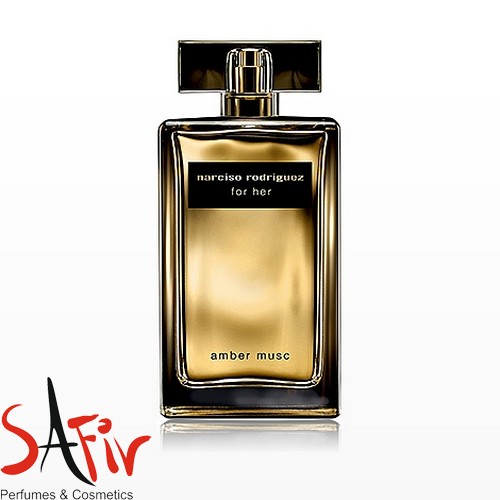 narciso rodriguez
for her
amber musc
SAFir
Perfumes & Cosmetics